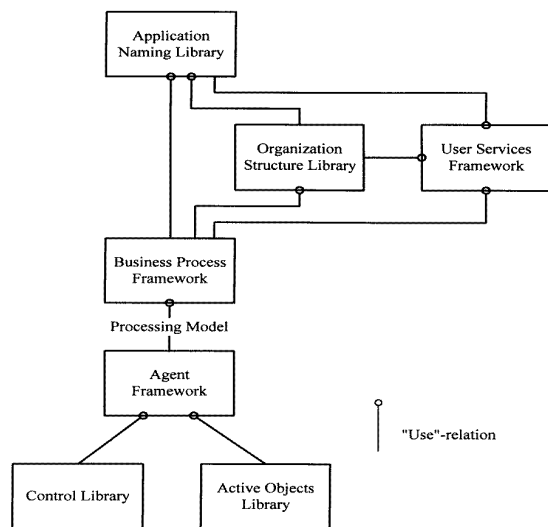 Application
Naming Library
Organization
Structure Library
User Services
Framework
Business Process
Framework
Processing Model
Agent
Framework
"Use"-relation
Control Library
Active Objects
Library